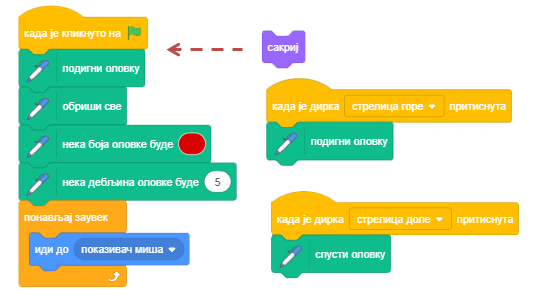 када је кликнуто на
подигни оловку
обриши све
нека боја оловке буде
нека дебљина оловке буде 5
понављај заувек
иди до показивач миша
сакриј
када је дирка стрелица горе притиснута
подигни оловку
када је дирка стрелица доле притиснута
спусти оловку